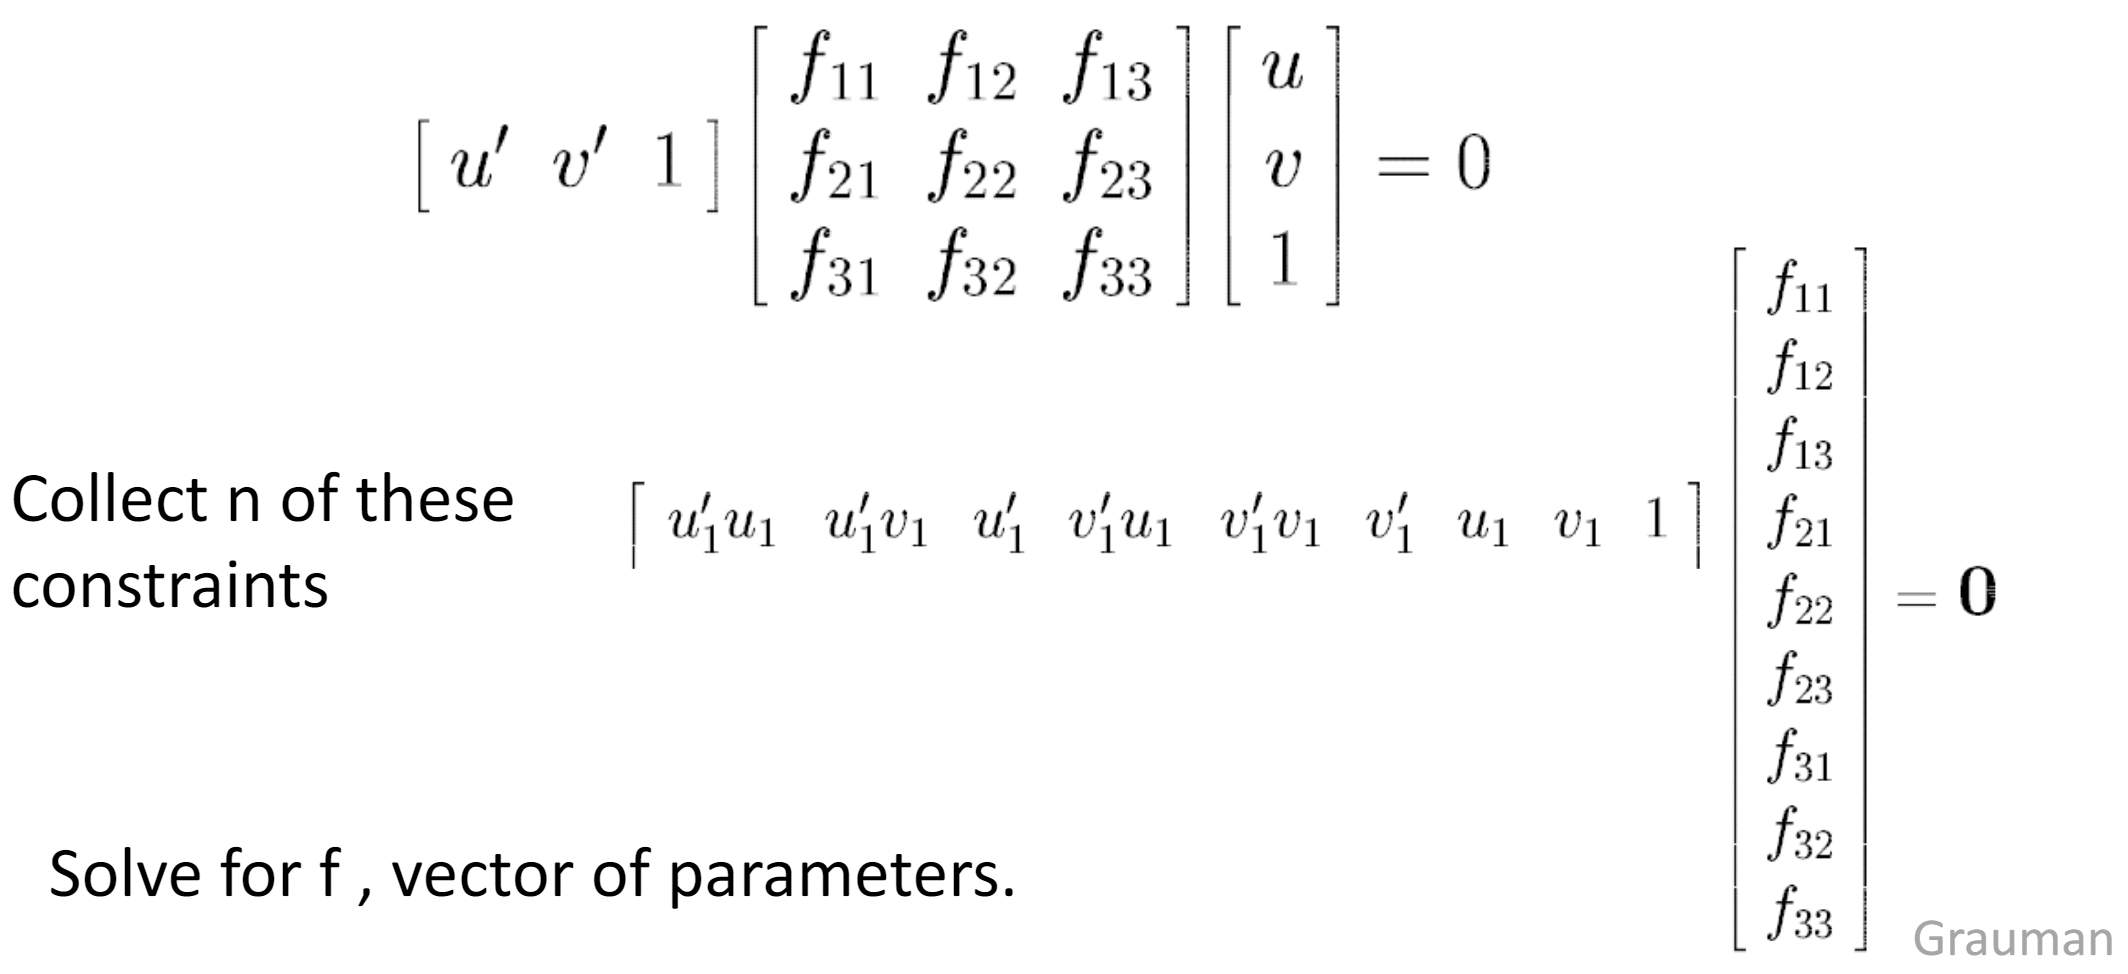 [ u′ v′ 1 ] [ f₁₁ f₁₂ f₁₃ ; f₂₁ f₂₂ f₂₃ ; f₃₁ f₃₂ f₃₃ ] [ u ; v ; 1 ] = 0
Collect n of these
constraints
[ u′₁u₁ u′₁v₁ u′₁ v′₁u₁ v′₁v₁ v′₁ u₁ v₁ 1 ] [ f₁₁ ; f₁₂ ; f₁₃ ; f₂₁ ; f₂₂ ; f₂₃ ; f₃₁ ; f₃₂ ; f₃₃ ] = 0
Solve for f , vector of parameters.
Grauman